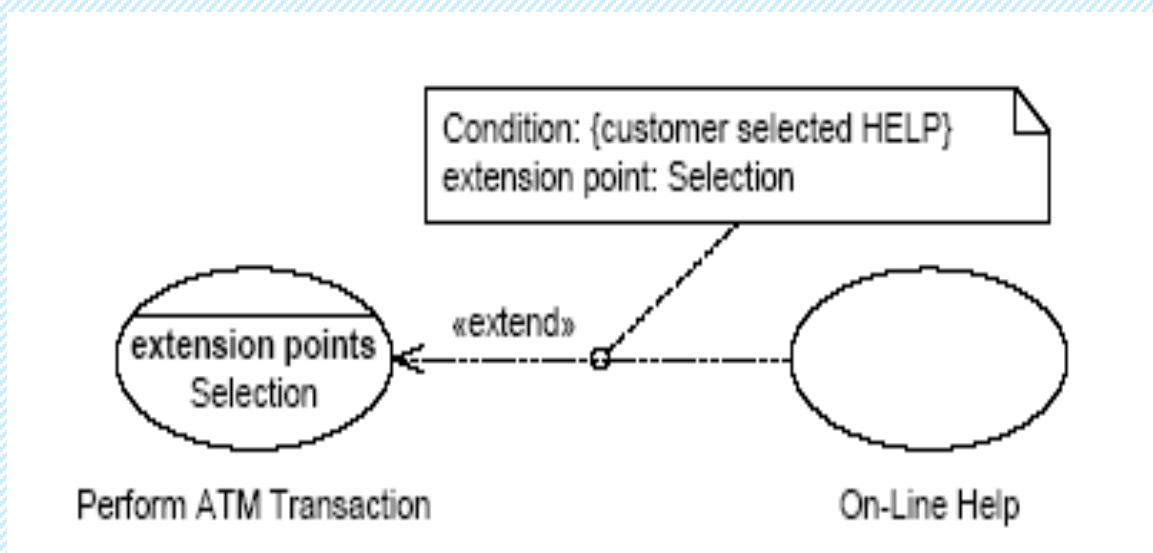 Condition: {customer selected HELP}
extension point: Selection
«extend»
extension points
Selection
Perform ATM Transaction
On-Line Help